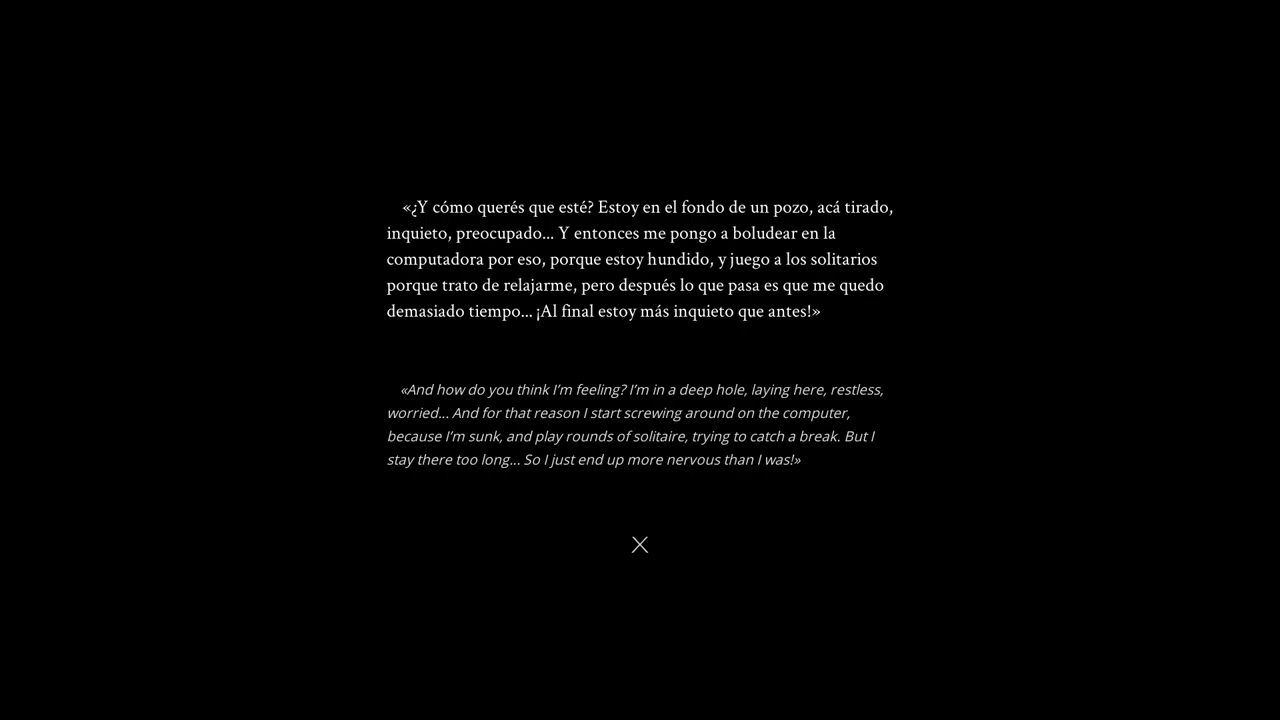 «¿Y cómo querés que esté? Estoy en el fondo de un pozo, acá tirado,
inquieto, preocupado... Y entonces me pongo a boludear en la
computadora por eso, porque estoy hundido, y juego a los solitarios
porque trato de relajarme, pero después lo que pasa es que me quedo
demasiado tiempo... ¡Al final estoy más inquieto que antes!»
«And how do you think I’m feeling? I’m in a deep hole, laying here, restless,
worried... And for that reason I start screwing around on the computer,
because I’m sunk, and play rounds of solitaire, trying to catch a break. But I
stay there too long... So I just end up more nervous than I was!»